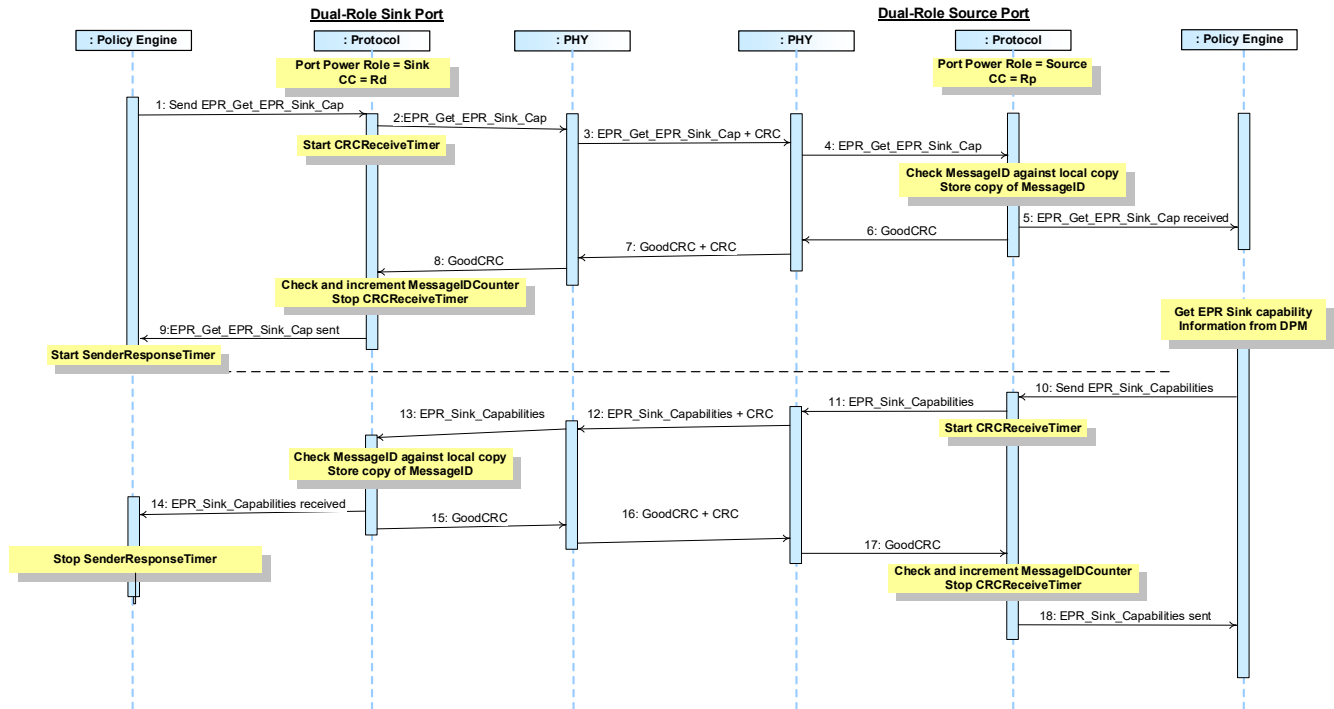 Dual-Role Sink Port
Dual-Role Source Port
: Policy Engine
: Protocol
: PHY
: PHY
: Protocol
: Policy Engine
Port Power Role = Sink
CC = Rd
Port Power Role = Source
CC = Rp
1: Send EPR_Get_EPR_Sink_Cap
2:EPR_Get_EPR_Sink_Cap
Start CRCReceiveTimer
3: EPR_Get_EPR_Sink_Cap + CRC
4: EPR_Get_EPR_Sink_Cap
Check MessageID against local copy
Store copy of MessageID
5: EPR_Get_EPR_Sink_Cap received
6: GoodCRC
7: GoodCRC + CRC
8: GoodCRC
Check and increment MessageIDCounter
Stop CRCReceiveTimer
9:EPR_Get_EPR_Sink_Cap sent
Start SenderResponseTimer
Get EPR Sink capability
Information from DPM
10: Send EPR_Sink_Capabilities
11: EPR_Sink_Capabilities
Start CRCReceiveTimer
12: EPR_Sink_Capabilities + CRC
13: EPR_Sink_Capabilities
Check MessageID against local copy
Store copy of MessageID
14: EPR_Sink_Capabilities received
15: GoodCRC
16: GoodCRC + CRC
17: GoodCRC
Stop SenderResponseTimer
Check and increment MessageIDCounter
Stop CRCReceiveTimer
18: EPR_Sink_Capabilities sent